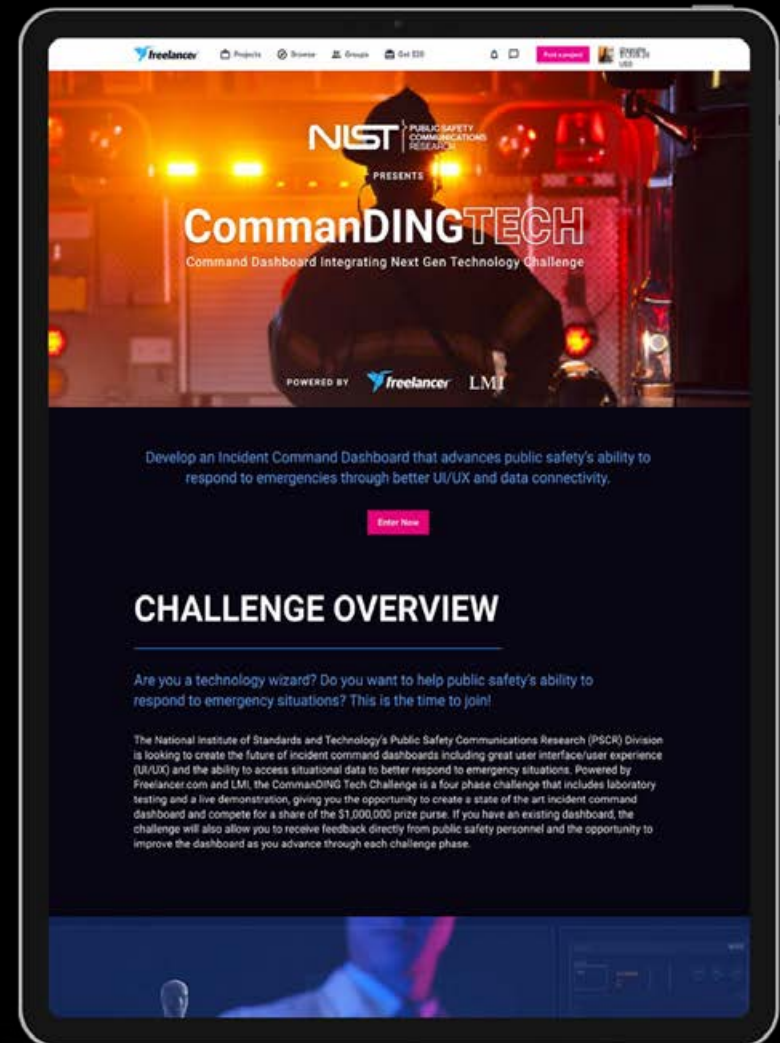 freelancer Projects Browse Groups Get $20 Post a project
NIST PUBLIC SAFETY
COMMUNICATIONS
RESEARCH
PRESENTS
CommanDINGTECH
Command Dashboard Integrating Next Gen Technology Challenge
POWERED BY freelancer LMI
Develop an Incident Command Dashboard that advances public safety's ability to
respond to emergencies through better UI/UX and data connectivity.
Enter Now
CHALLENGE OVERVIEW
Are you a technology wizard? Do you want to help public safety's ability to
respond to emergency situations? This is the time to join!
The National Institute of Standards and Technology's Public Safety Communications Research (PSCR) Division
is looking to create the future of incident command dashboards including great user interface/user experience
(UI/UX) and the ability to access situational data to better respond to emergency situations. Powered by
Freelancer.com and LMI, the CommanDING Tech Challenge is a four phase challenge that includes laboratory
testing and a live demonstration, giving you the opportunity to create a state of the art incident command
dashboard and compete for a share of the $1,000,000 prize purse. If you have an existing dashboard, the
challenge will also allow you to receive feedback directly from public safety personnel and the opportunity to
improve the dashboard as you advance through each challenge phase.